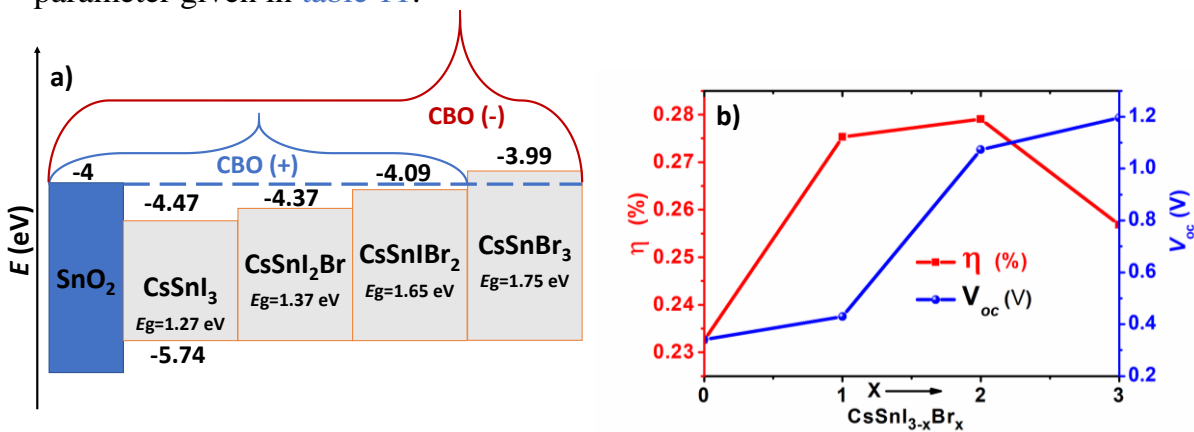 parameter given in table 11.
a)
E (eV)
CBO (-)
CBO (+)
-4
-4.47
-4.37
-4.09
-3.99
SnO2
CsSnI3
Eg=1.27 eV
CsSnI2Br
Eg=1.37 eV
CsSnIBr2
Eg=1.65 eV
CsSnBr3
Eg=1.75 eV
-5.74
b)
η (%)
0.28
0.27
0.26
0.25
0.24
0.23
η (%)
Voc (V)
1.2
1.0
0.8
0.6
0.4
0.2
Voc (V)
0
1
2
3
X
CsSnI3-xBrx